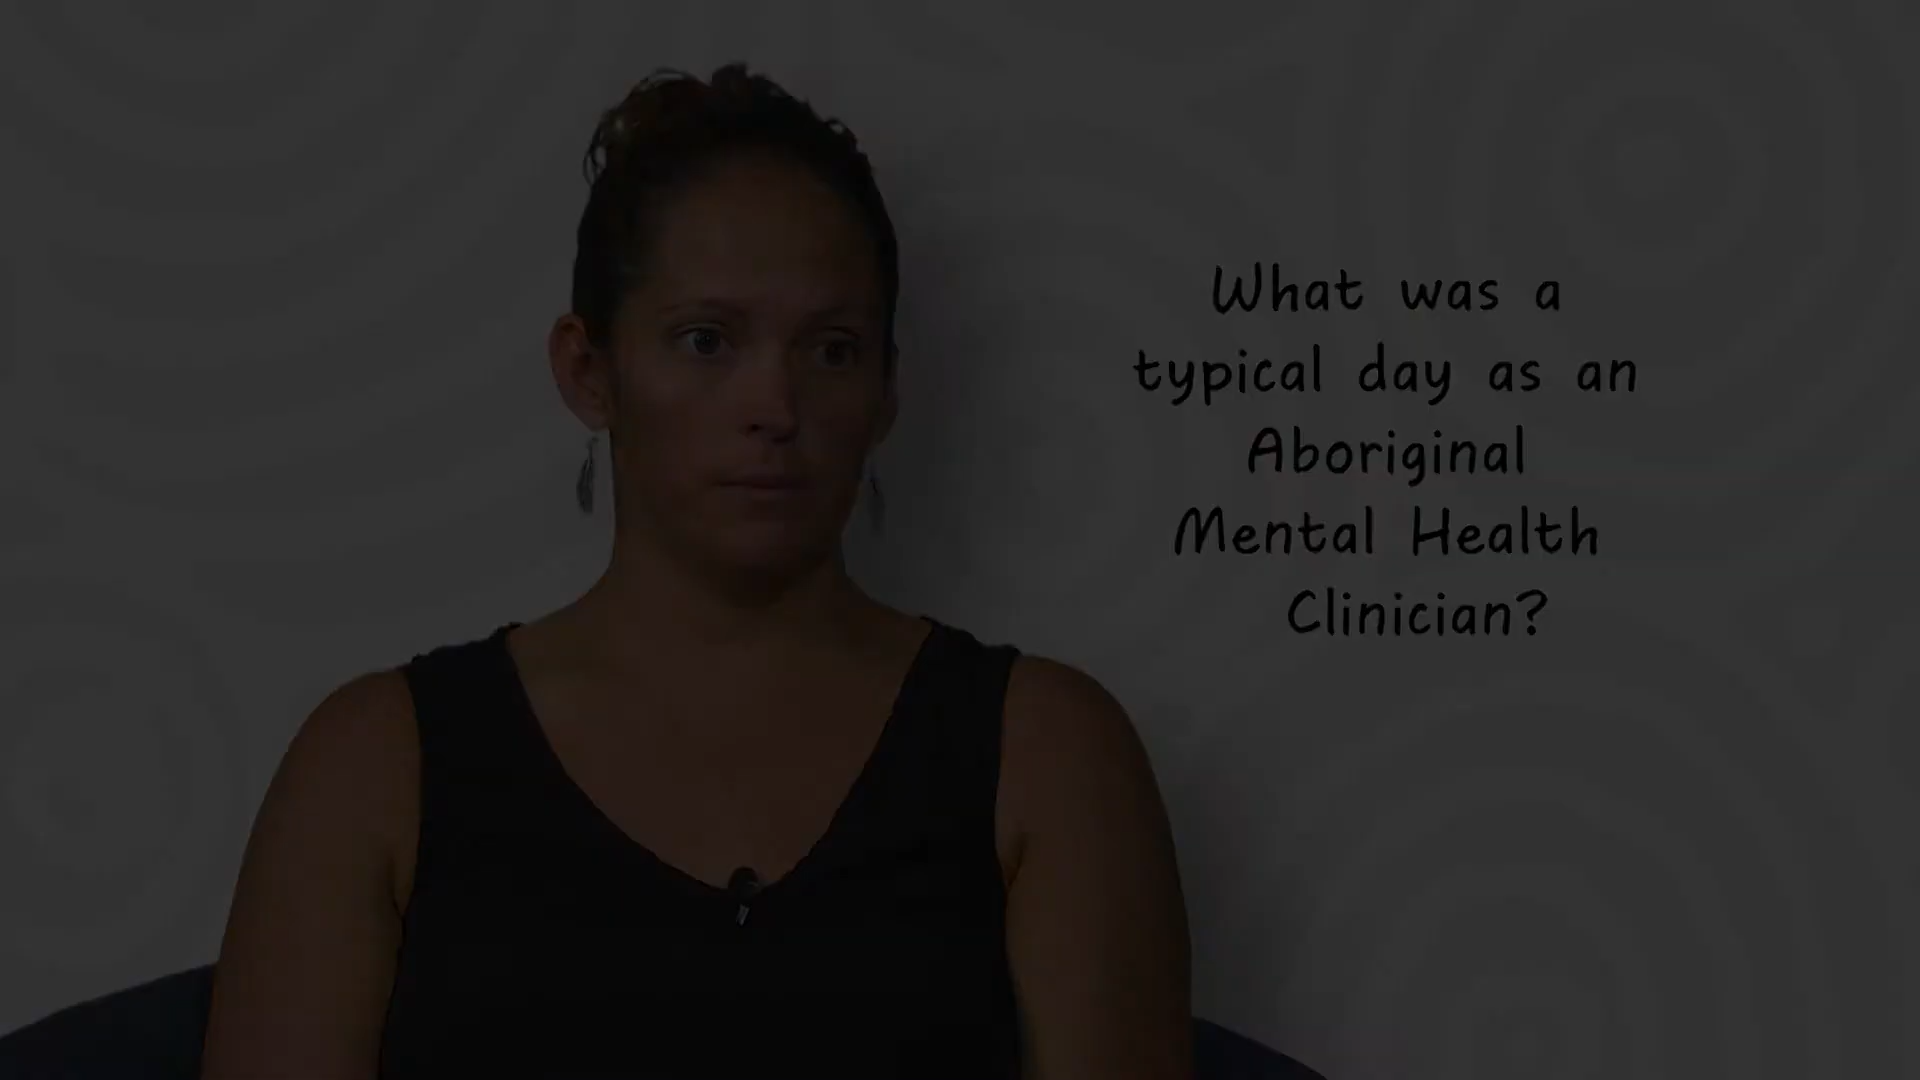 What was a
typical day as an
Aboriginal
Mental Health
Clinician?